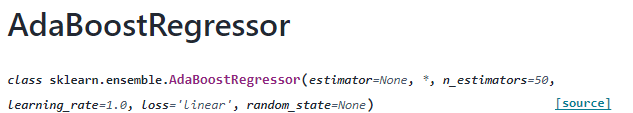 AdaBoostRegressor
class sklearn.ensemble.AdaBoostRegressor(estimator=None, *, n_estimators=50,
learning_rate=1.0, loss='linear', random_state=None) [source]